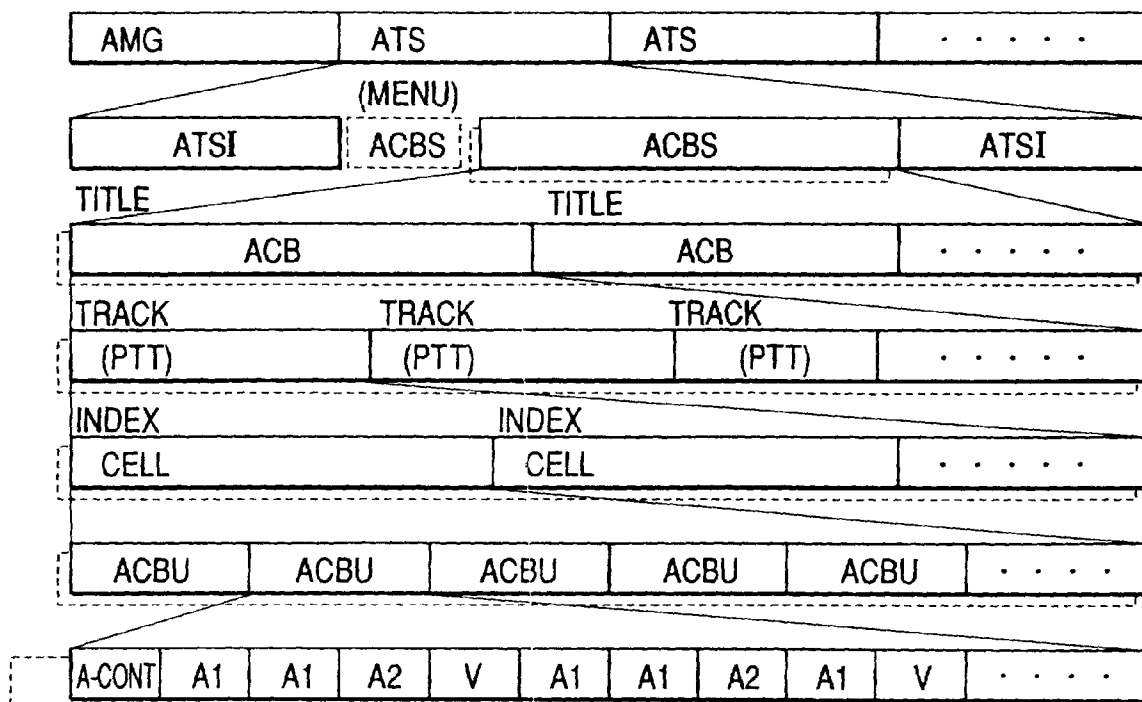 AMG ATS ATS . . . . .
(MENU)
ATSI ACBS ACBS ATSI
TITLE TITLE
ACB ACB . . . . .
TRACK TRACK TRACK
(PTT) (PTT) (PTT) . . . . .
INDEX INDEX
CELL CELL . . . . .
ACBU ACBU ACBU ACBU ACBU . . . .
A-CONT A1 A1 A2 V A1 A1 A2 A1 V . . . .